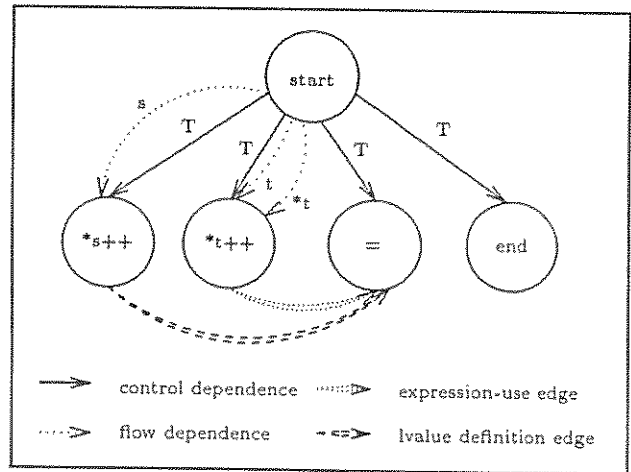 start
s
T
T
t
*t
T
T
*s++
*t++
=
end
control dependence
expression-use edge
flow dependence
lvalue definition edge